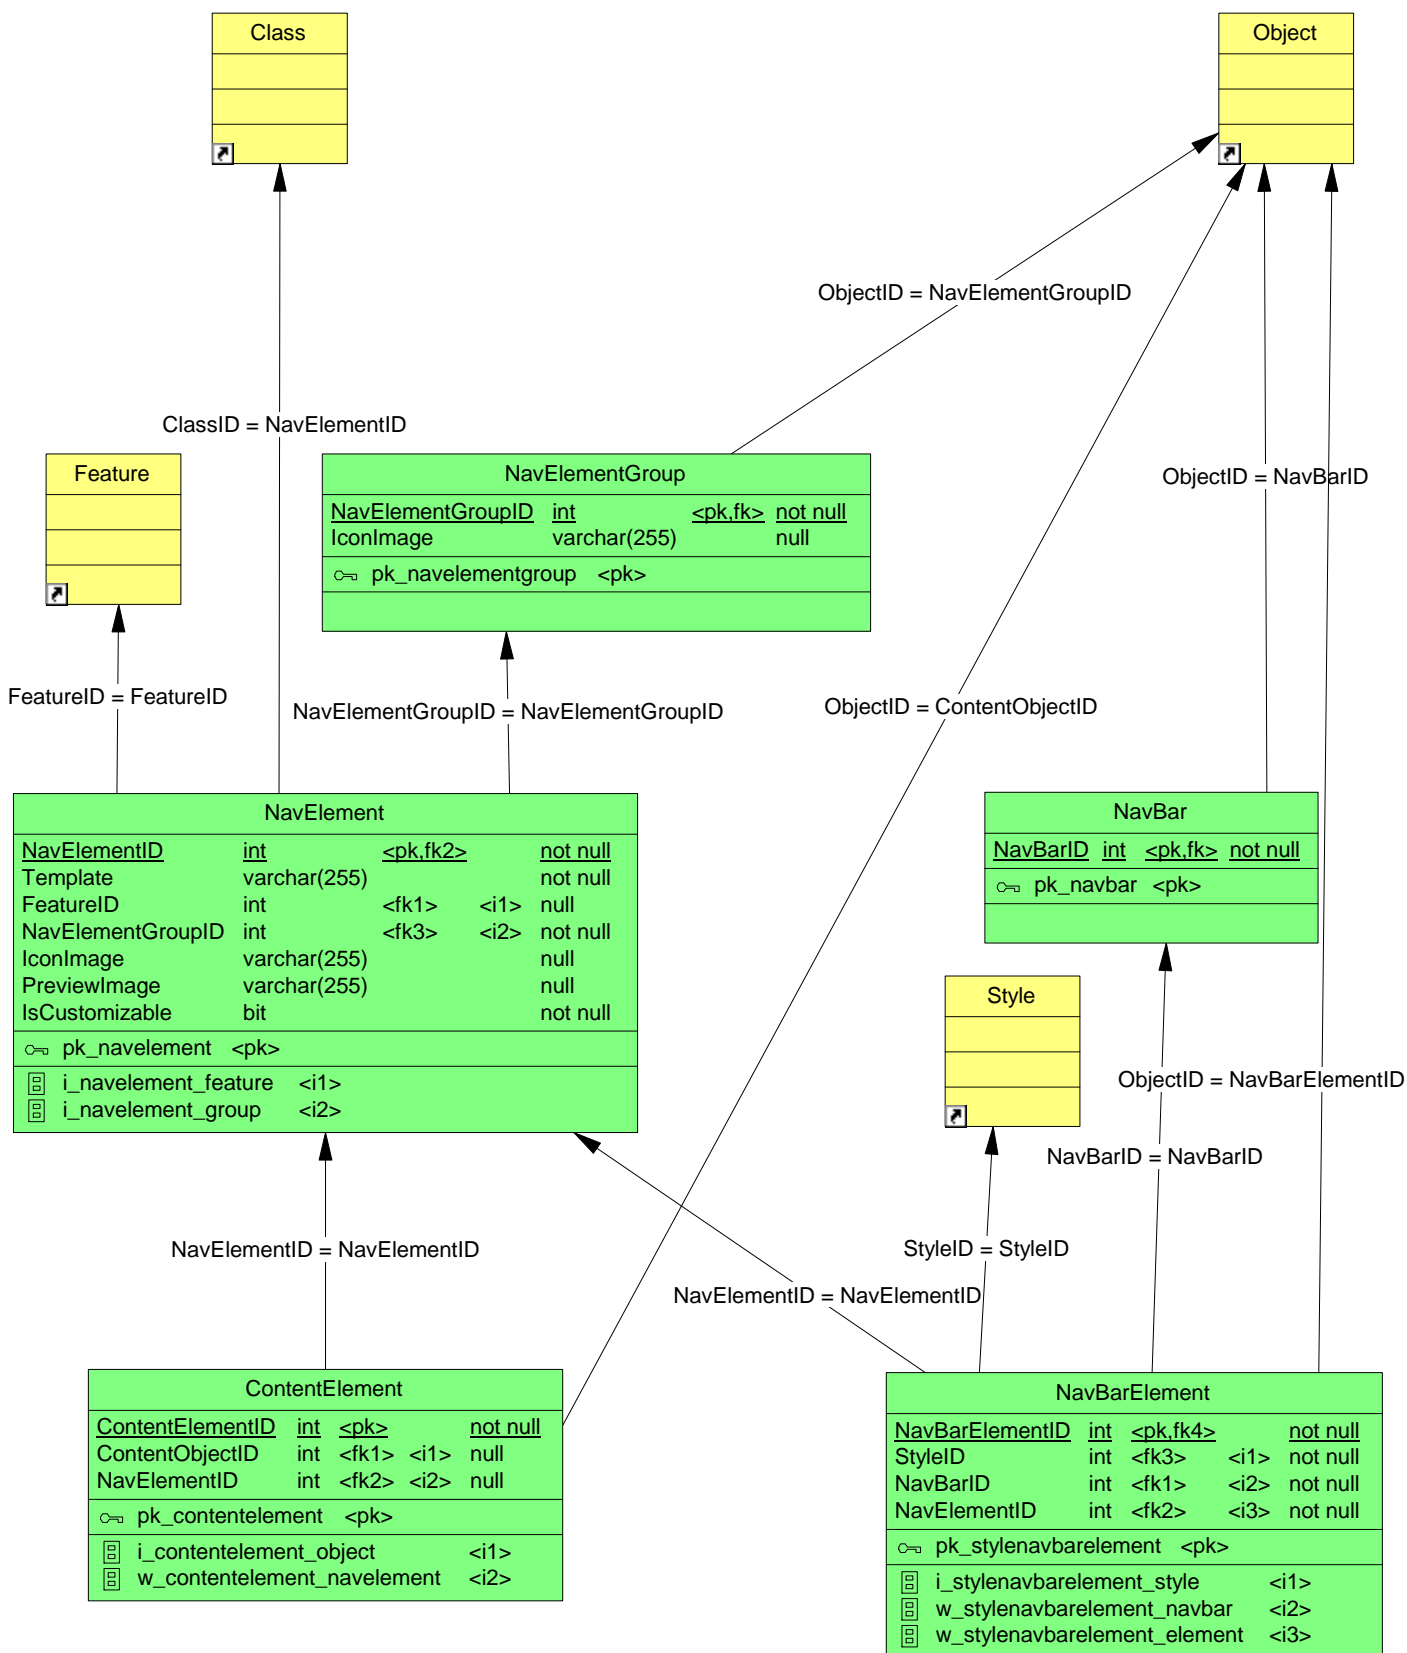 Class
Object
ObjectID = NavElementGroupID
ClassID = NavElementID
Feature
NavElementGroup
NavElementGroupID int <pk,fk> not null
IconImage varchar(255) null
pk_navelementgroup <pk>
ObjectID = NavBarID
FeatureID = FeatureID
NavElementGroupID = NavElementGroupID
ObjectID = ContentObjectID
NavElement
NavElementID int <pk,fk2> not null
Template varchar(255) not null
FeatureID int <fk1> <i1> null
NavElementGroupID int <fk3> <i2> not null
IconImage varchar(255) null
PreviewImage varchar(255) null
IsCustomizable bit not null
pk_navelement <pk>
i_navelement_feature <i1>
i_navelement_group <i2>
NavBar
NavBarID int <pk,fk> not null
pk_navbar <pk>
Style
ObjectID = NavBarElementID
NavBarID = NavBarID
NavElementID = NavElementID
StyleID = StyleID
NavElementID = NavElementID
ContentElement
ContentElementID int <pk> not null
ContentObjectID int <fk1> <i1> null
NavElementID int <fk2> <i2> null
pk_contentelement <pk>
i_contentelement_object <i1>
w_contentelement_navelement <i2>
NavBarElement
NavBarElementID int <pk,fk4> not null
StyleID int <fk3> <i1> not null
NavBarID int <fk1> <i2> not null
NavElementID int <fk2> <i3> not null
pk_stylenavbarelement <pk>
i_stylenavbarelement_style <i1>
w_stylenavbarelement_navbar <i2>
w_stylenavbarelement_element <i3>